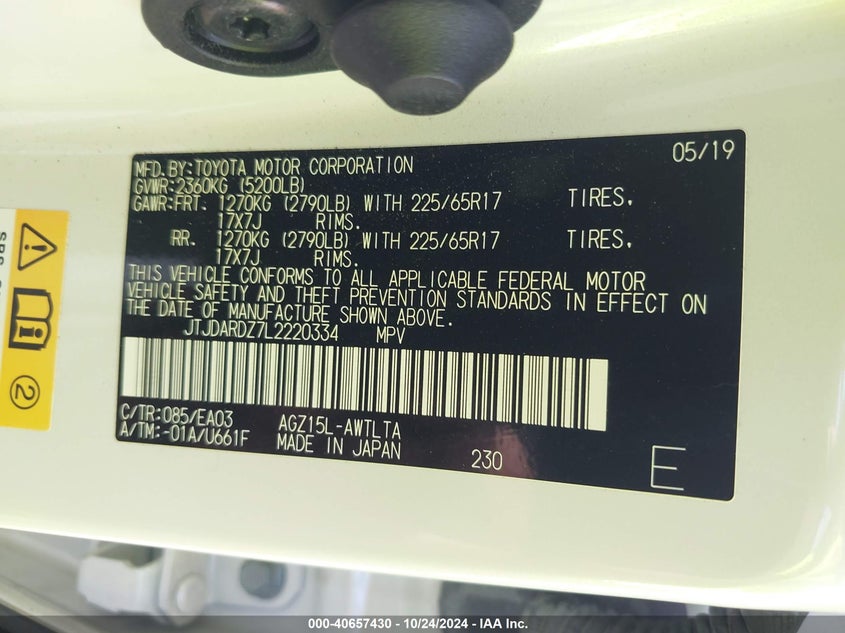 05/19
MFD. BY:TOYOTA MOTOR CORPORATION
GVWR:2360KG (5200LB)
GAWR:FRT. 1270KG (2790LB) WITH 225/65R17 TIRES,
17X7J RIMS.
RR. 1270KG (2790LB) WITH 225/65R17 TIRES,
17X7J RIMS.
THIS VEHICLE CONFORMS TO ALL APPLICABLE FEDERAL MOTOR
VEHICLE SAFETY AND THEFT PREVENTION STANDARDS IN EFFECT ON
THE DATE OF MANUFACTURE SHOWN ABOVE.
JTJDARDZ7L2220334 MPV
C/TR:085/EA03 AGZ15L-AWTLTA
A/TM:-01A/U661F MADE IN JAPAN 230
E
2
000-40657430 - 10/24/2024 - IAA Inc.